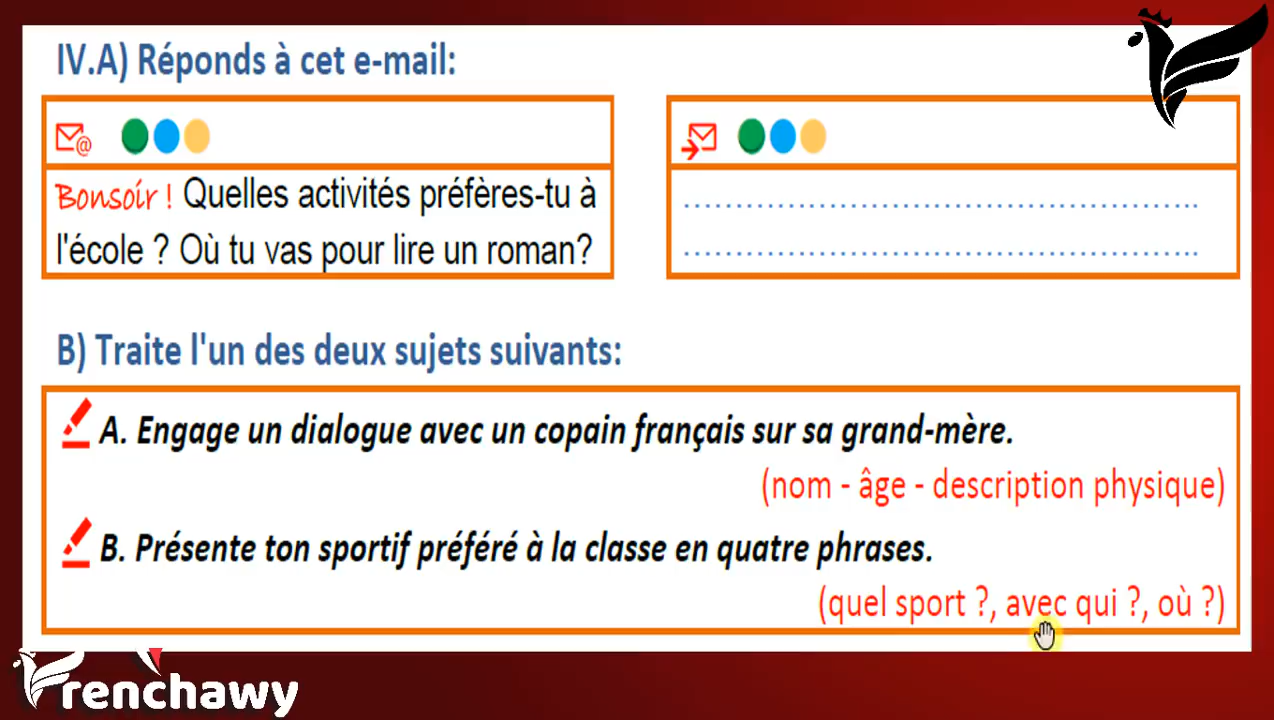 IV.A) Réponds à cet e-mail:
Bonsoir ! Quelles activités préfères-tu à
l'école ? Où tu vas pour lire un roman?
B) Traite l'un des deux sujets suivants:
A. Engage un dialogue avec un copain français sur sa grand-mère.
(nom - âge - description physique)
B. Présente ton sportif préféré à la classe en quatre phrases.
(quel sport ?, avec qui ?, où ?)
Frenchawy